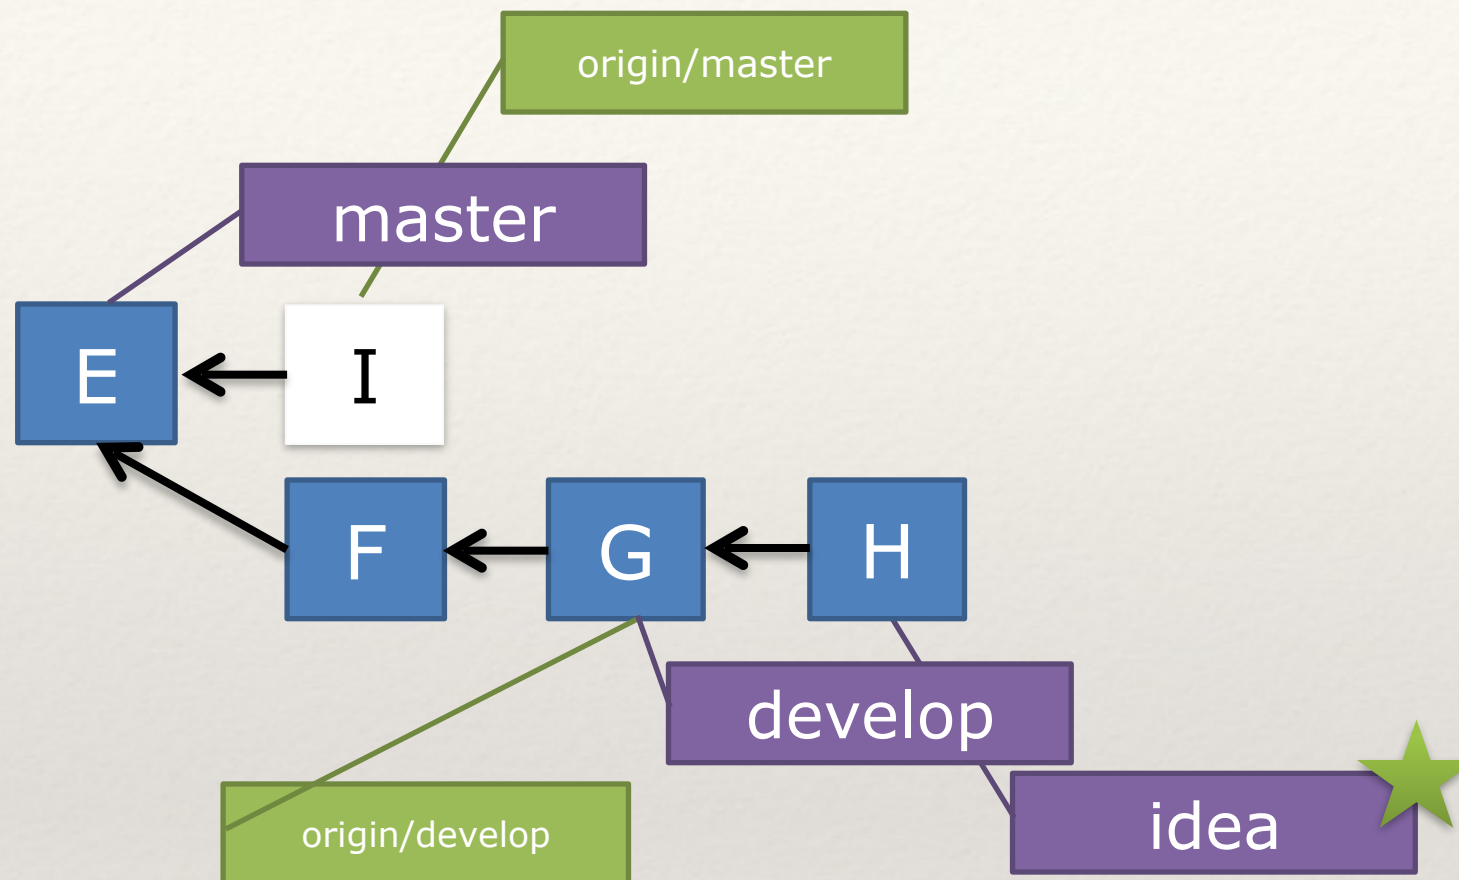 origin/master
master
E
I
F
G
H
develop
idea
origin/develop